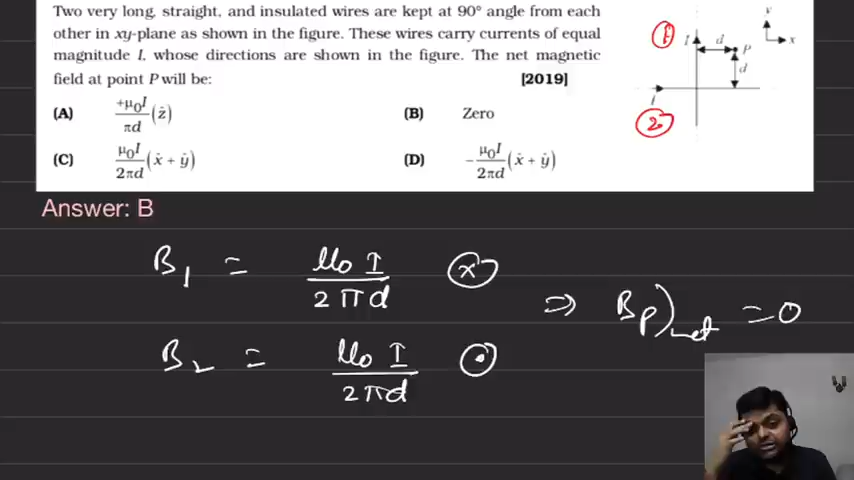 Two very long, straight, and insulated wires are kept at 90° angle from each
other in xy-plane as shown in the figure. These wires carry currents of equal
magnitude I, whose directions are shown in the figure. The net magnetic
field at point P will be: [2019]
(A) +μ₀I/πd (ẑ) (B) Zero
(C) μ₀I/2πd (x̂ + ŷ) (D) −μ₀I/2πd (x̂ + ŷ)
y
x
1
I
d
P
d
I
2
Answer: B
B₁ = μ₀ I / 2πd ⊗
⇒ Bp)net = 0
B₂ = μ₀ I / 2πd ⊙